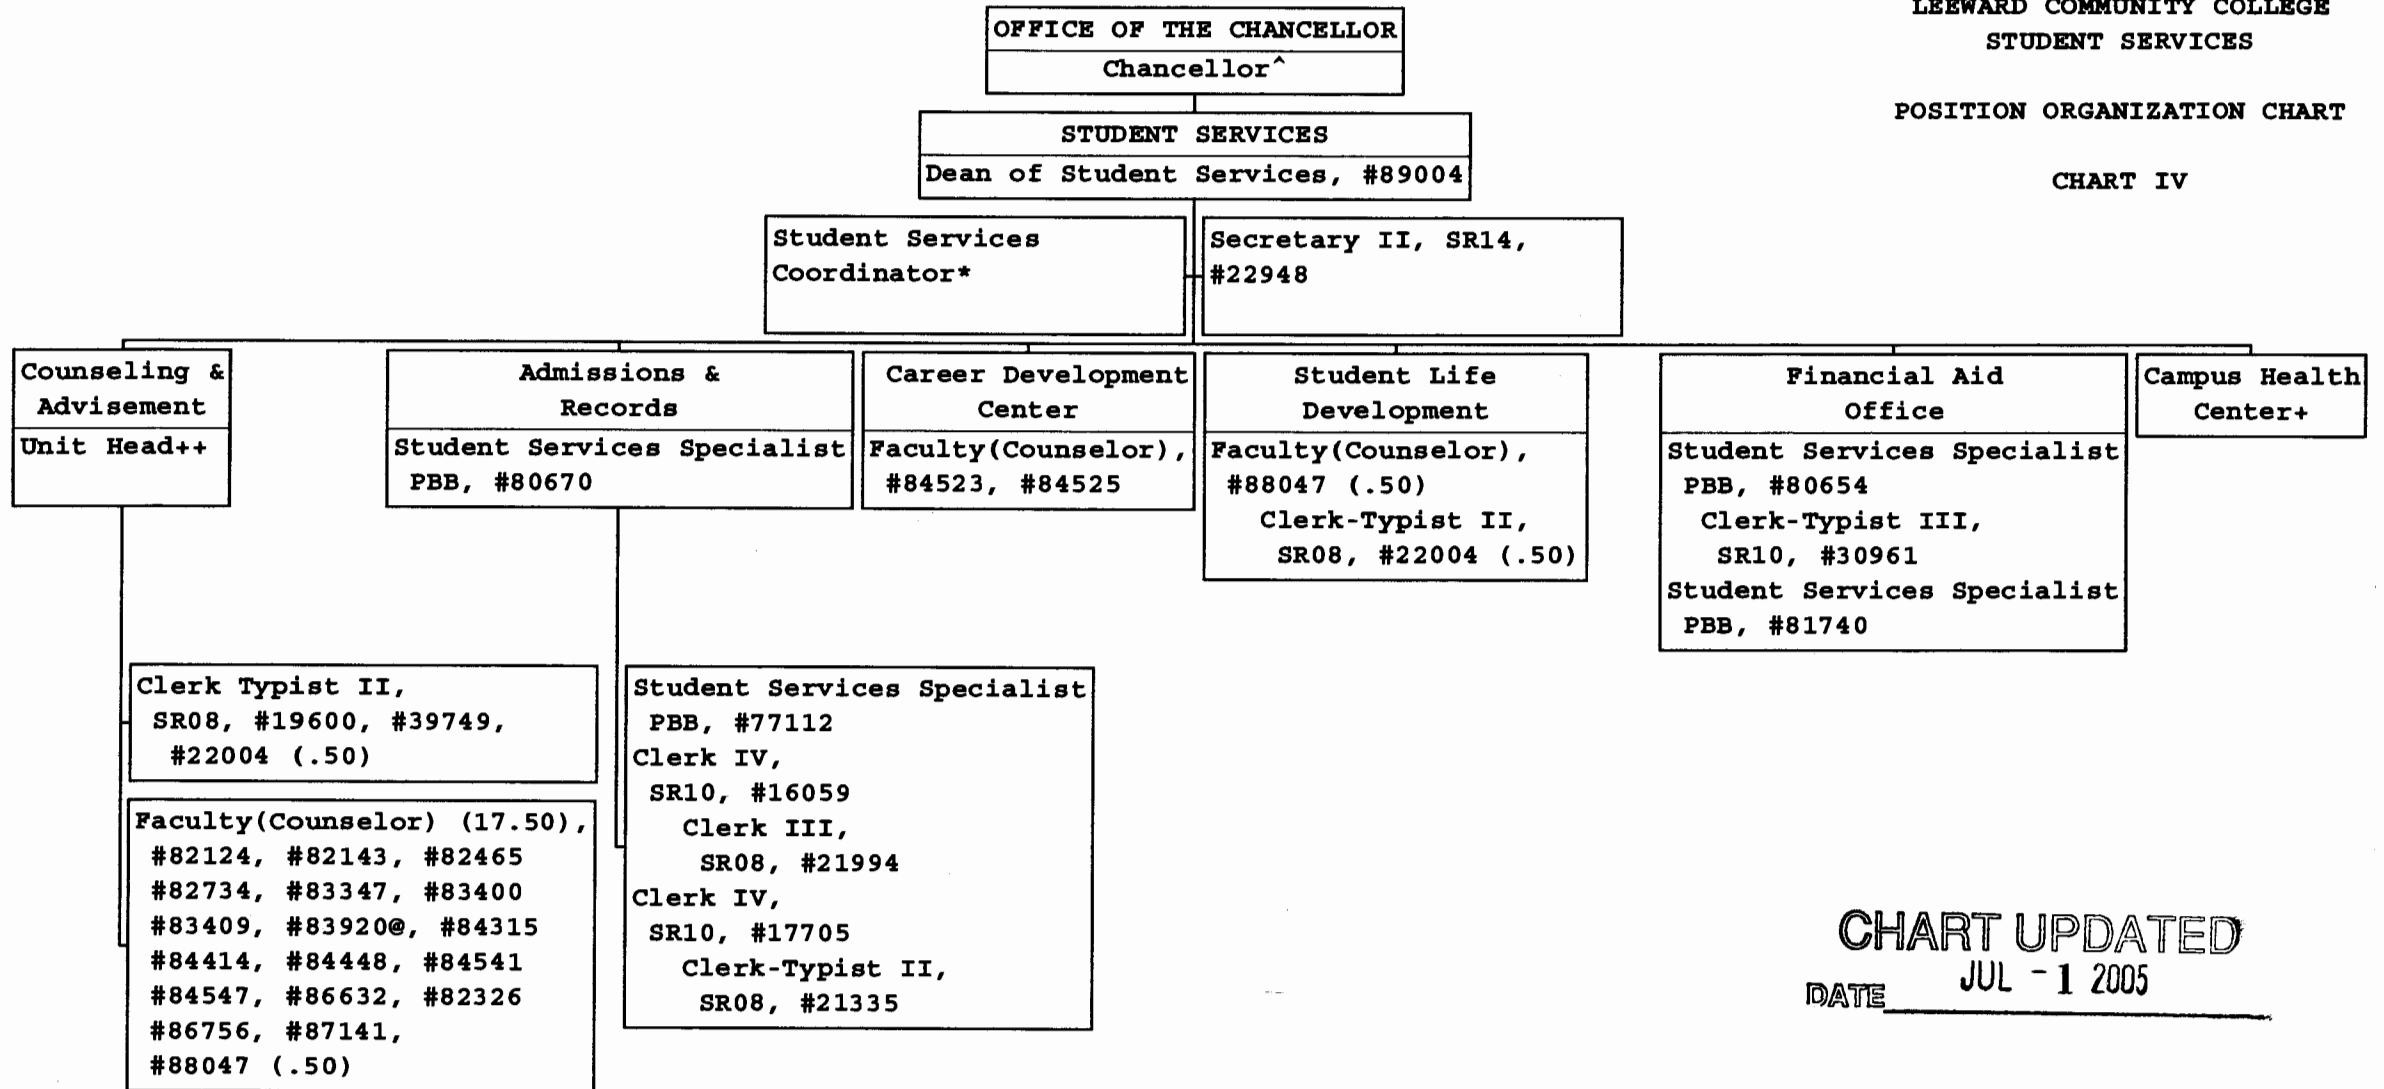 LEEWARD COMMUNITY COLLEGE
STUDENT SERVICES
POSITION ORGANIZATION CHART
CHART IV
OFFICE OF THE CHANCELLOR
Chancellor^
STUDENT SERVICES
Dean of Student Services, #89004
Student Services
Coordinator*
Secretary II, SR14,
#22948
Counseling &
Advisement
Unit Head++
Admissions &
Records
Student Services Specialist
PBB, #80670
Career Development
Center
Faculty(Counselor),
#84523, #84525
Student Life
Development
Faculty(Counselor),
#88047 (.50)
Clerk-Typist II,
SR08, #22004 (.50)
Financial Aid
Office
Student Services Specialist
PBB, #80654
Clerk-Typist III,
SR10, #30961
Student Services Specialist
PBB, #81740
Campus Health
Center+
Clerk Typist II,
SR08, #19600, #39749,
#22004 (.50)
Faculty(Counselor) (17.50),
#82124, #82143, #82465
#82734, #83347, #83400
#83409, #83920@, #84315
#84414, #84448, #84541
#84547, #86632, #82326
#86756, #87141,
#88047 (.50)
Student Services Specialist
PBB, #77112
Clerk IV,
SR10, #16059
Clerk III,
SR08, #21994
Clerk IV,
SR10, #17705
Clerk-Typist II,
SR08, #21335
CHART UPDATED
DATE JUL -1 2005